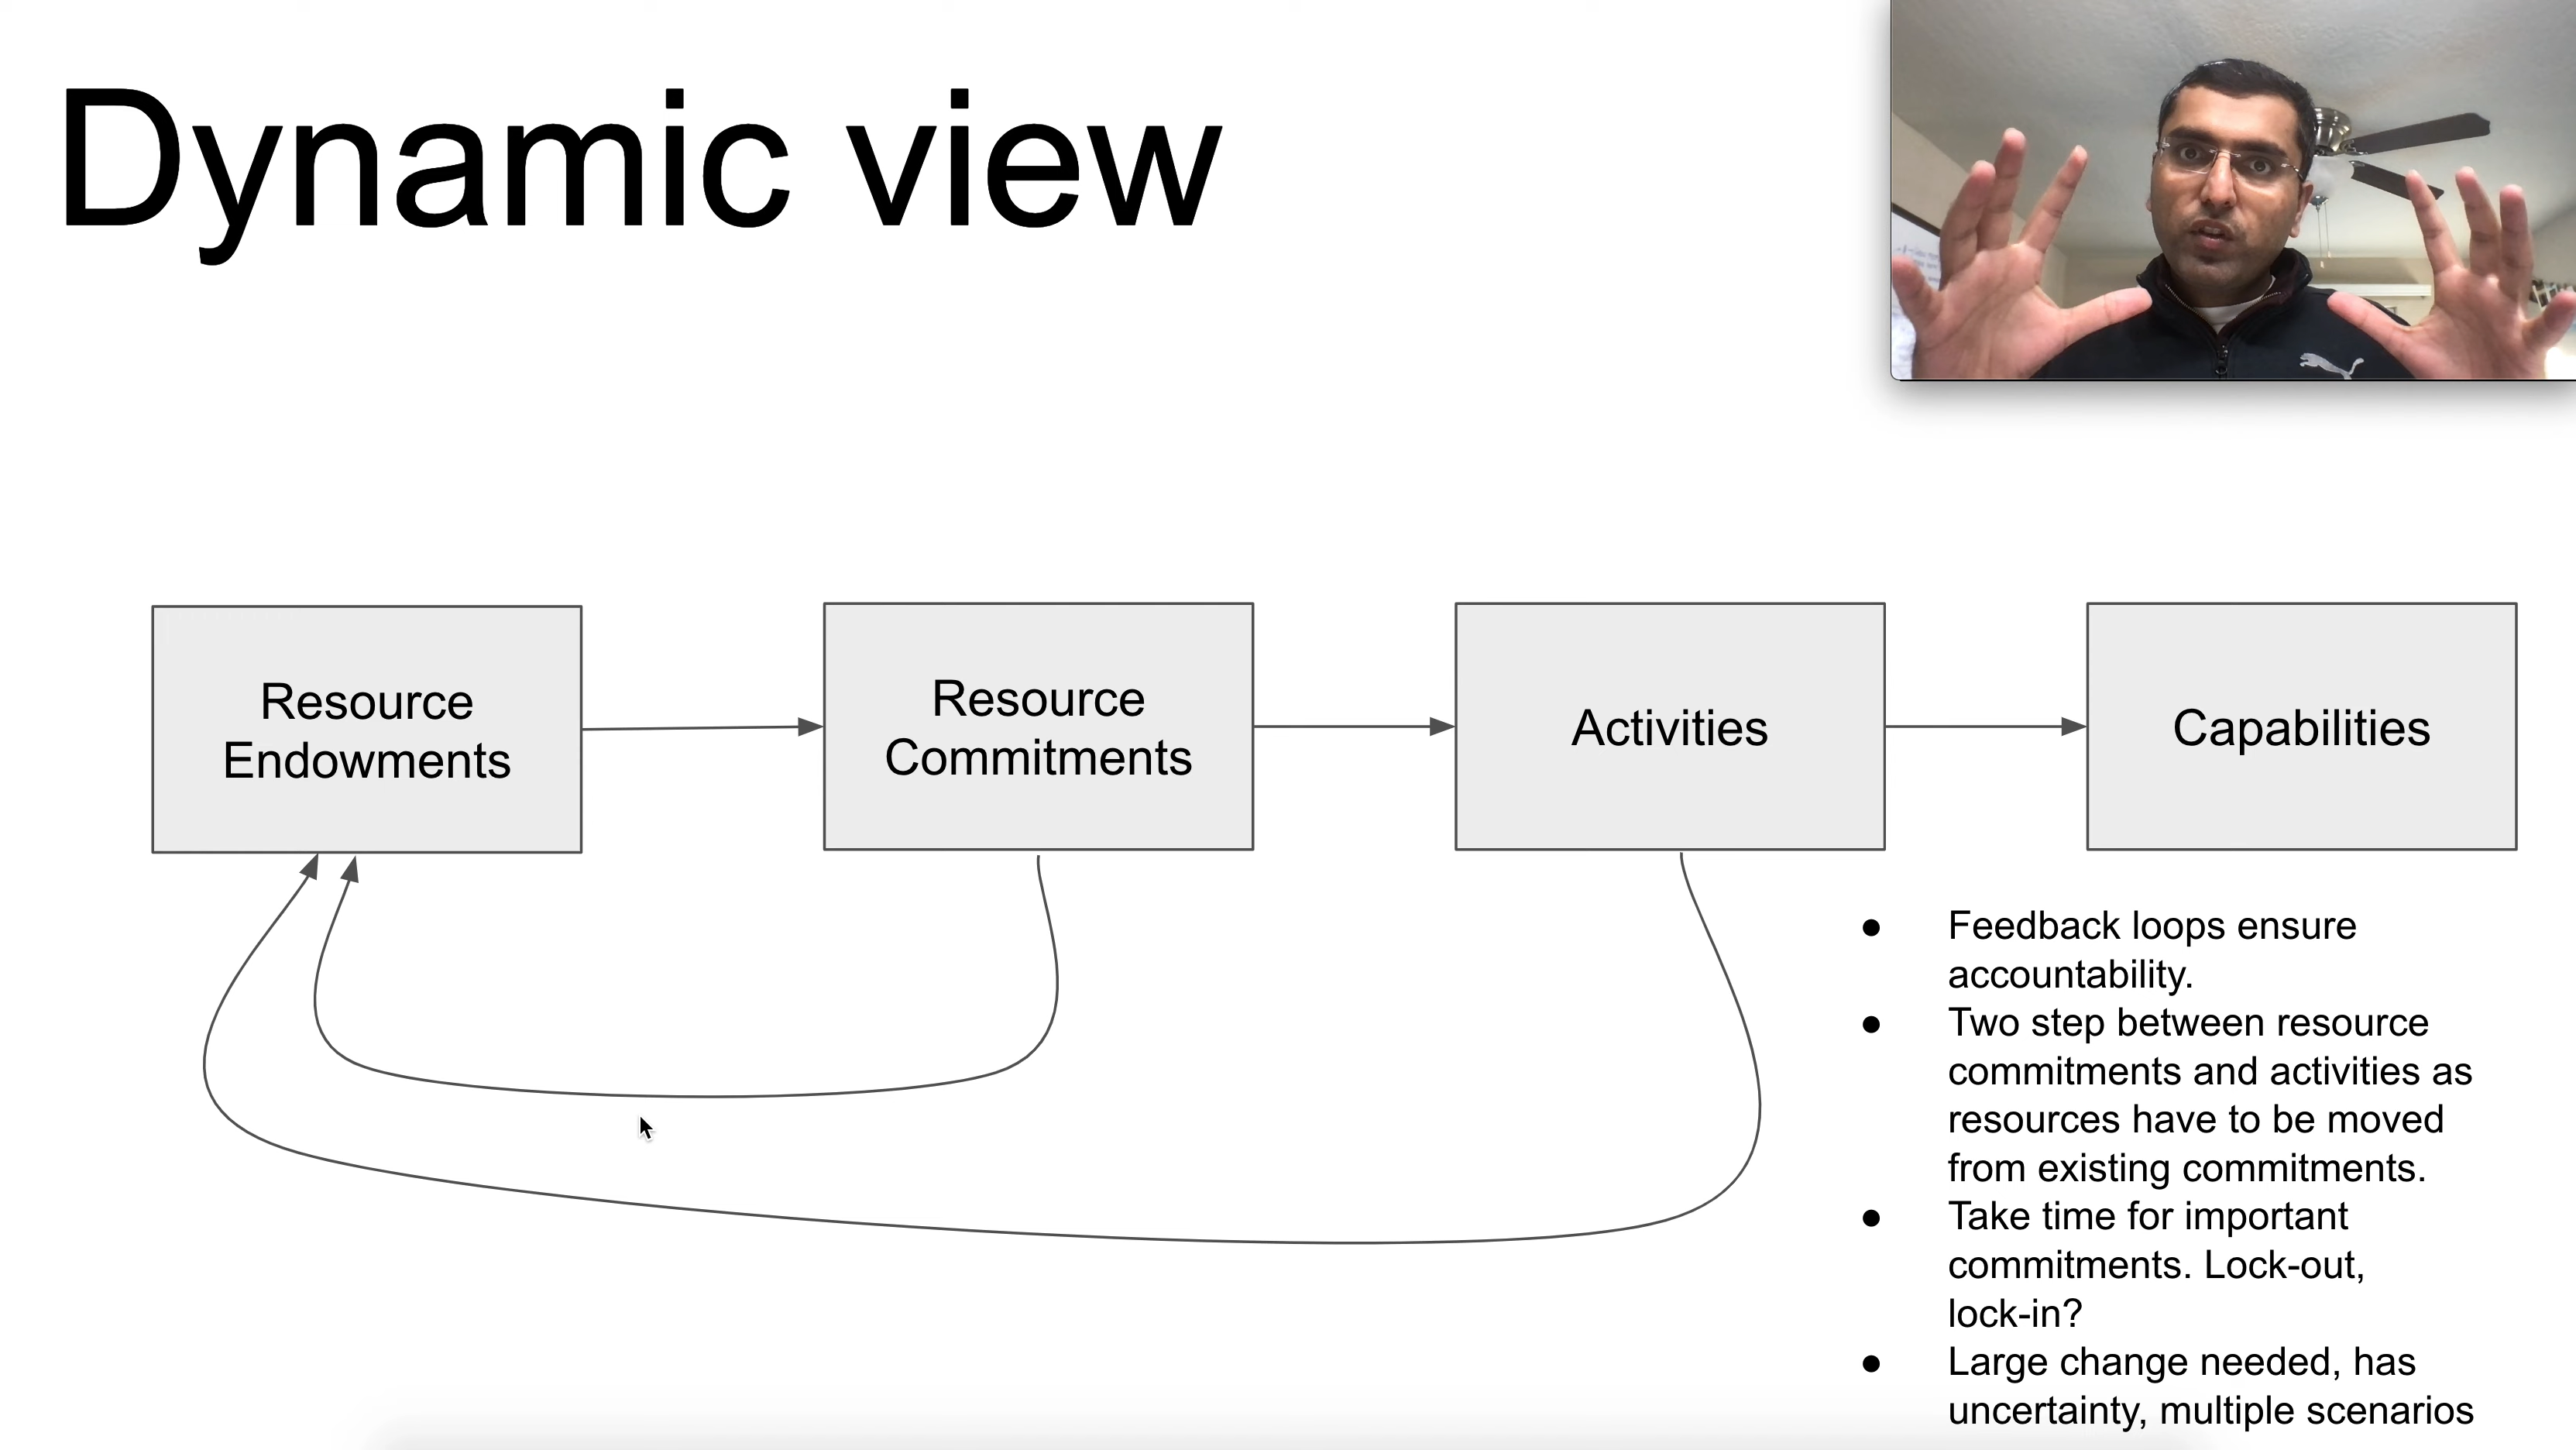 Dynamic view
Resource
Endowments
Resource
Commitments
Activities
Capabilities
● Feedback loops ensure
accountability.
● Two step between resource
commitments and activities as
resources have to be moved
from existing commitments.
● Take time for important
commitments. Lock-out,
lock-in?
● Large change needed, has
uncertainty, multiple scenarios